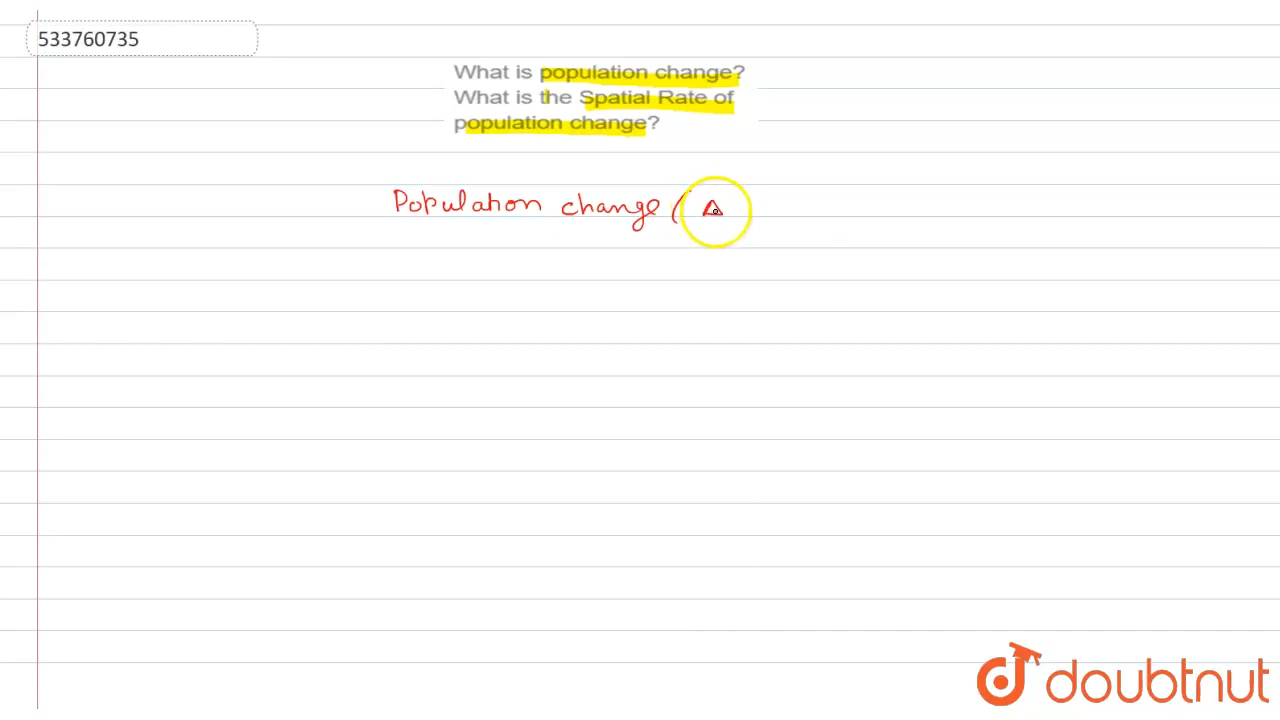 533760735
What is population change?
What is the Spatial Rate of
population change?
Population change ( Δ
doubtnut